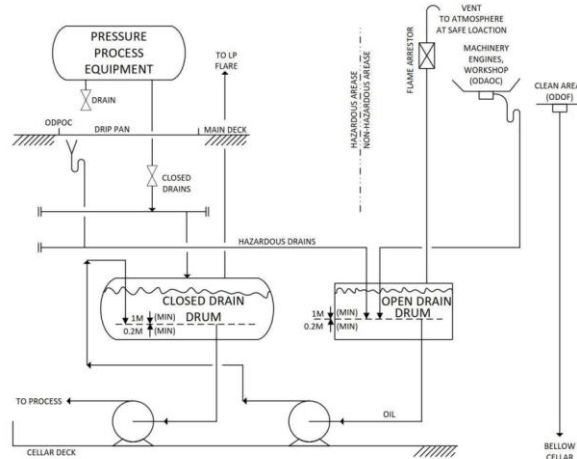 VENT
TO ATMOSPHERE
AT SAFE LOACTION
PRESSURE
PROCESS
EQUIPMENT
TO LP
FLARE
FLAME ARRESTOR
MACHINERY
ENGINES,
WORKSHOP
(ODAOC)
CLEAN AREA
(ODOF)
DRAIN
HAZARDOUS AREASE
NON-HAZARDOUS AREASE
ODPOC
DRIP PAN
MAIN DECK
CLOSED
DRAINS
HAZARDOUS DRAINS
CLOSED DRAIN
DRUM
1M
(MIN)
0.2M
(MIN)
OPEN DRAIN
DRUM
1M
(MIN)
0.2M
(MIN)
TO PROCESS
OIL
CELLAR DECK
BELLOW
CELLAR